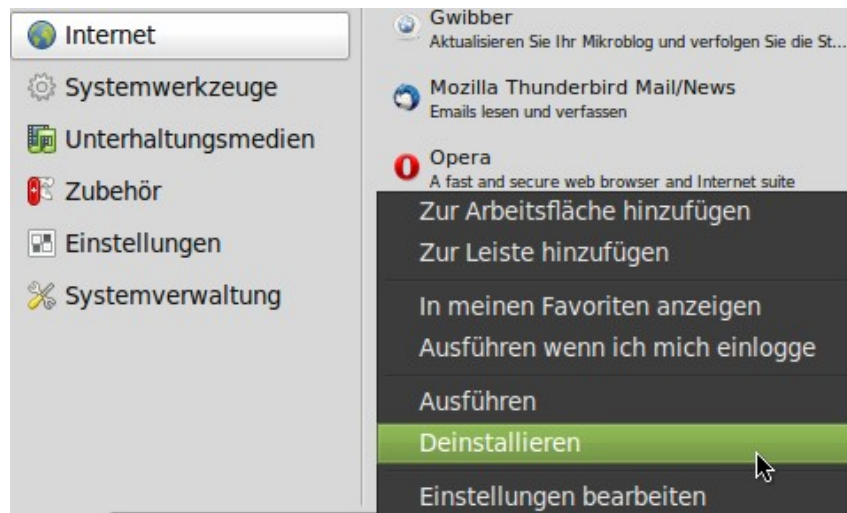 Internet
Systemwerkzeuge
Unterhaltungsmedien
Zubehör
Einstellungen
Systemverwaltung
Gwibber
Aktualisieren Sie Ihr Mikroblog und verfolgen Sie die St...
Mozilla Thunderbird Mail/News
Emails lesen und verfassen
Opera
A fast and secure web browser and Internet suite
Zur Arbeitsfläche hinzufügen
Zur Leiste hinzufügen
In meinen Favoriten anzeigen
Ausführen wenn ich mich einlogge
Ausführen
Deinstallieren
Einstellungen bearbeiten